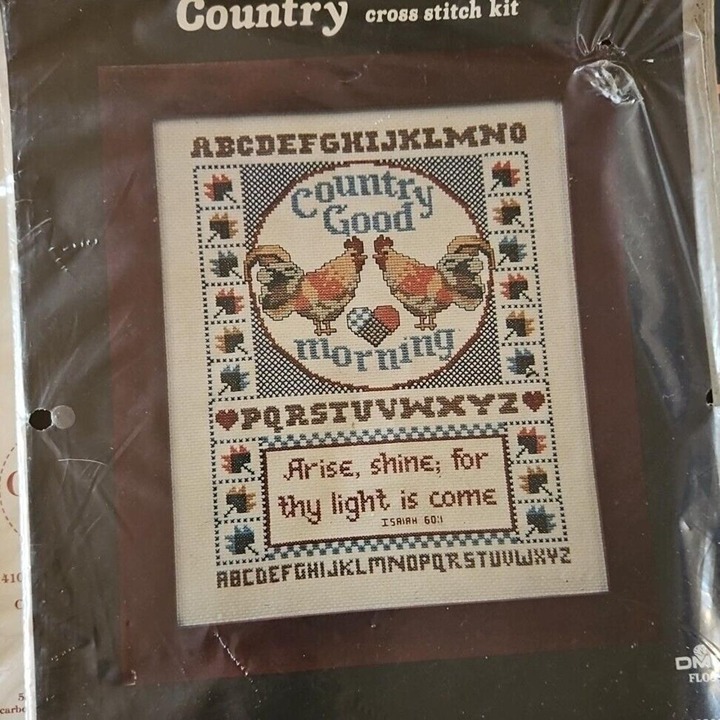 Country cross stitch kit
ABCDEFGHIJKLMNO
Country
Good
morning
PQRSTUVWXYZ
Arise, shine; for
thy light is come
ISAIAH 60:1
ABCDEFGHIJKLMNOPQRSTUVWXYZ
410